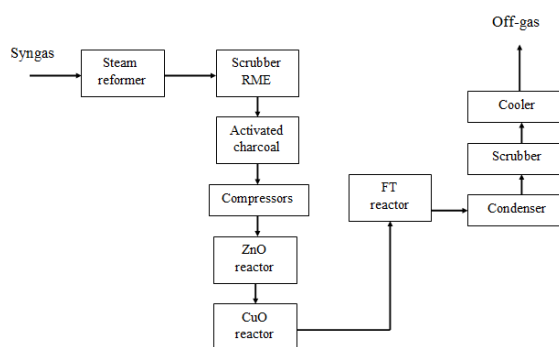 Syngas
Steam
reformer
Scrubber
RME
Activated
charcoal
Compressors
ZnO
reactor
CuO
reactor
FT
reactor
Condenser
Scrubber
Cooler
Off-gas